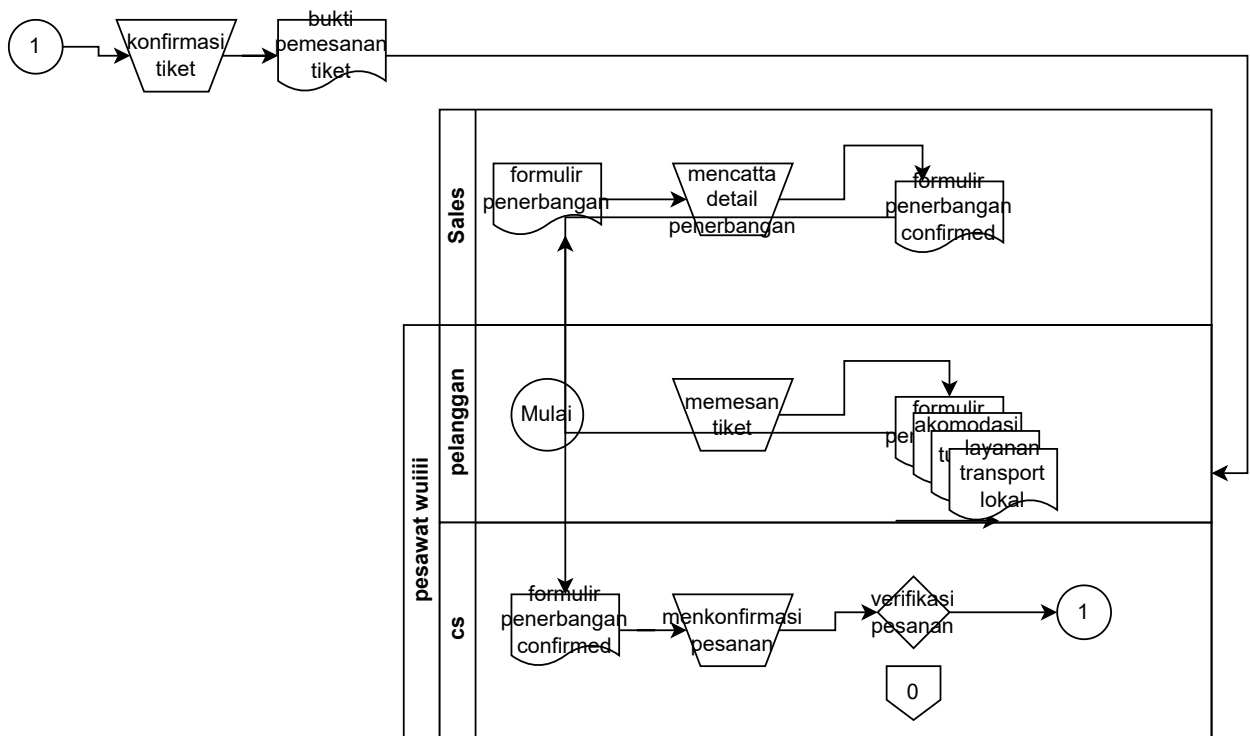 1
konfirmasi
tiket
bukti
pemesanan
tiket
Sales
formulir
penerbangan
mencatta
detail
penerbangan
formulir
penerbangan
confirmed
pesawat wuiiii
pelanggan
Mulai
memesan
tiket
formulir
akomodasi
layanan
transport
lokal
cs
formulir
penerbangan
confirmed
menkonfirmasi
pesanan
verifikasi
pesanan
1
0